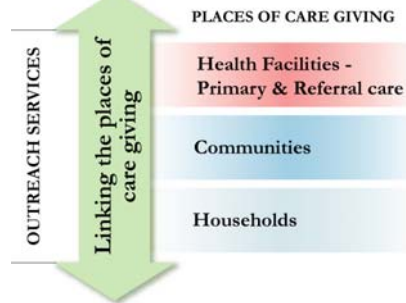 PLACES OF CARE GIVING
OUTREACH SERVICES
Linking the places of
care giving
Health Facilities -
Primary & Referral care
Communities
Households